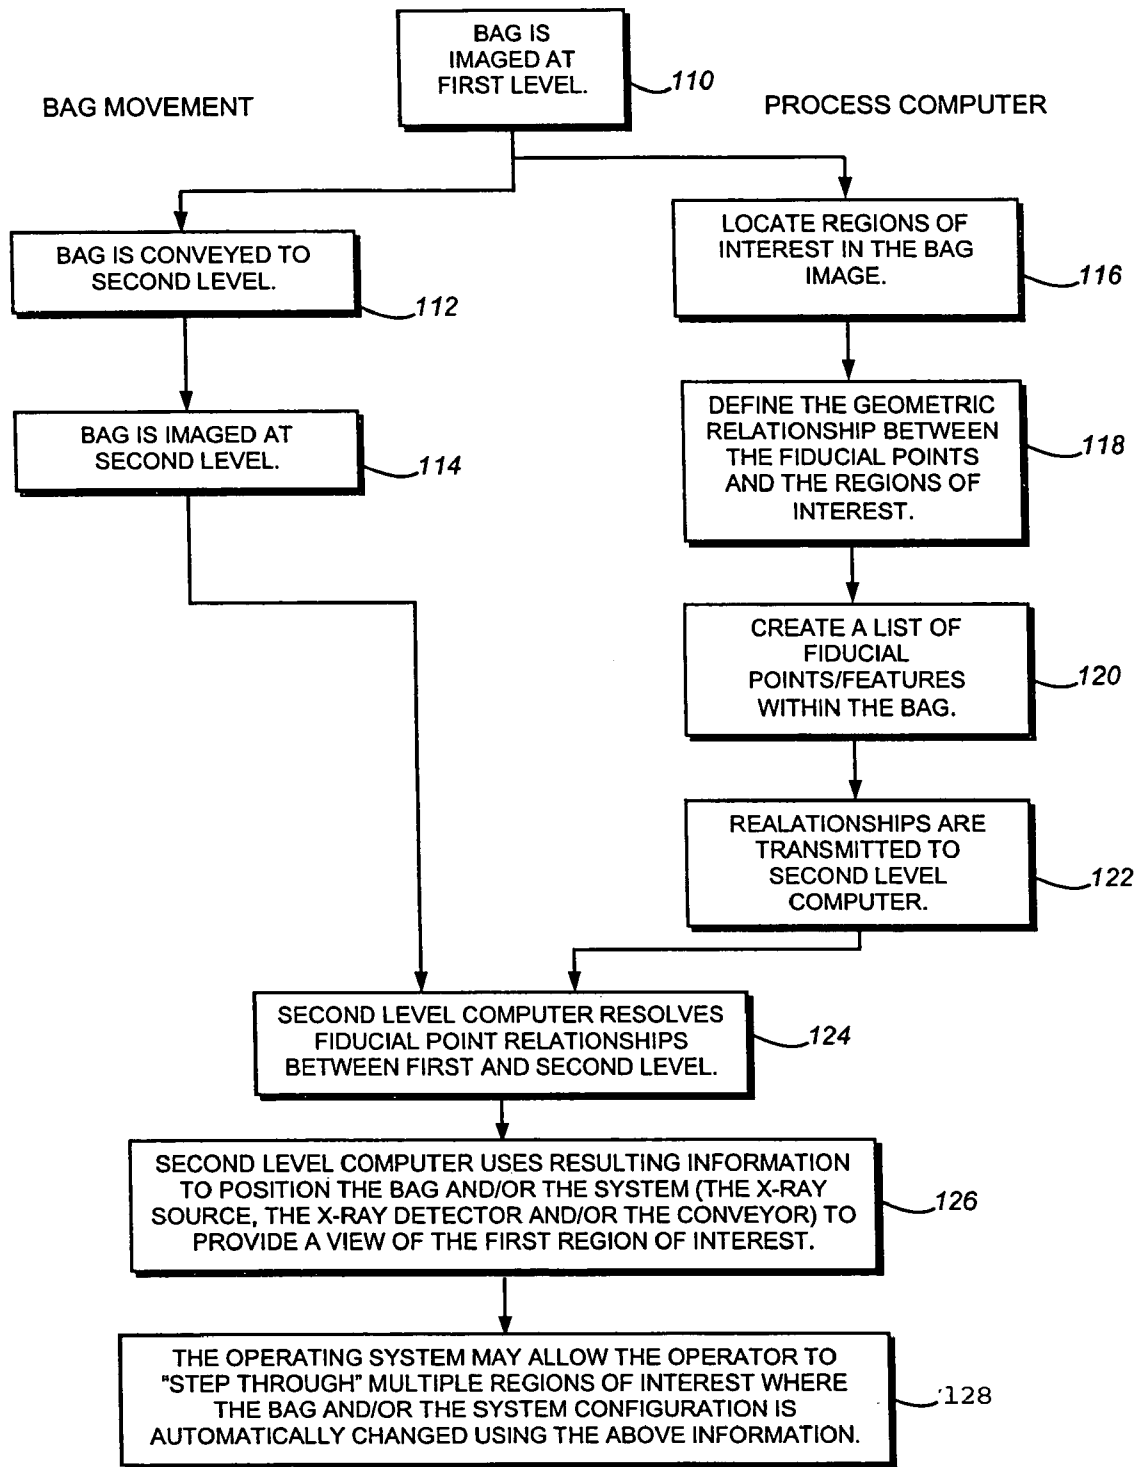 BAG IS
IMAGED AT
FIRST LEVEL.
110
BAG MOVEMENT
PROCESS COMPUTER
BAG IS CONVEYED TO
SECOND LEVEL.
112
BAG IS IMAGED AT
SECOND LEVEL.
114
LOCATE REGIONS OF
INTEREST IN THE BAG
IMAGE.
116
DEFINE THE GEOMETRIC
RELATIONSHIP BETWEEN
THE FIDUCIAL POINTS
AND THE REGIONS OF
INTEREST.
118
CREATE A LIST OF
FIDUCIAL
POINTS/FEATURES
WITHIN THE BAG.
120
REALATIONSHIPS ARE
TRANSMITTED TO
SECOND LEVEL
COMPUTER.
122
SECOND LEVEL COMPUTER RESOLVES
FIDUCIAL POINT RELATIONSHIPS
BETWEEN FIRST AND SECOND LEVEL.
124
SECOND LEVEL COMPUTER USES RESULTING INFORMATION
TO POSITION THE BAG AND/OR THE SYSTEM (THE X-RAY
SOURCE, THE X-RAY DETECTOR AND/OR THE CONVEYOR) TO
PROVIDE A VIEW OF THE FIRST REGION OF INTEREST.
126
THE OPERATING SYSTEM MAY ALLOW THE OPERATOR TO
"STEP THROUGH" MULTIPLE REGIONS OF INTEREST WHERE
THE BAG AND/OR THE SYSTEM CONFIGURATION IS
AUTOMATICALLY CHANGED USING THE ABOVE INFORMATION.
128